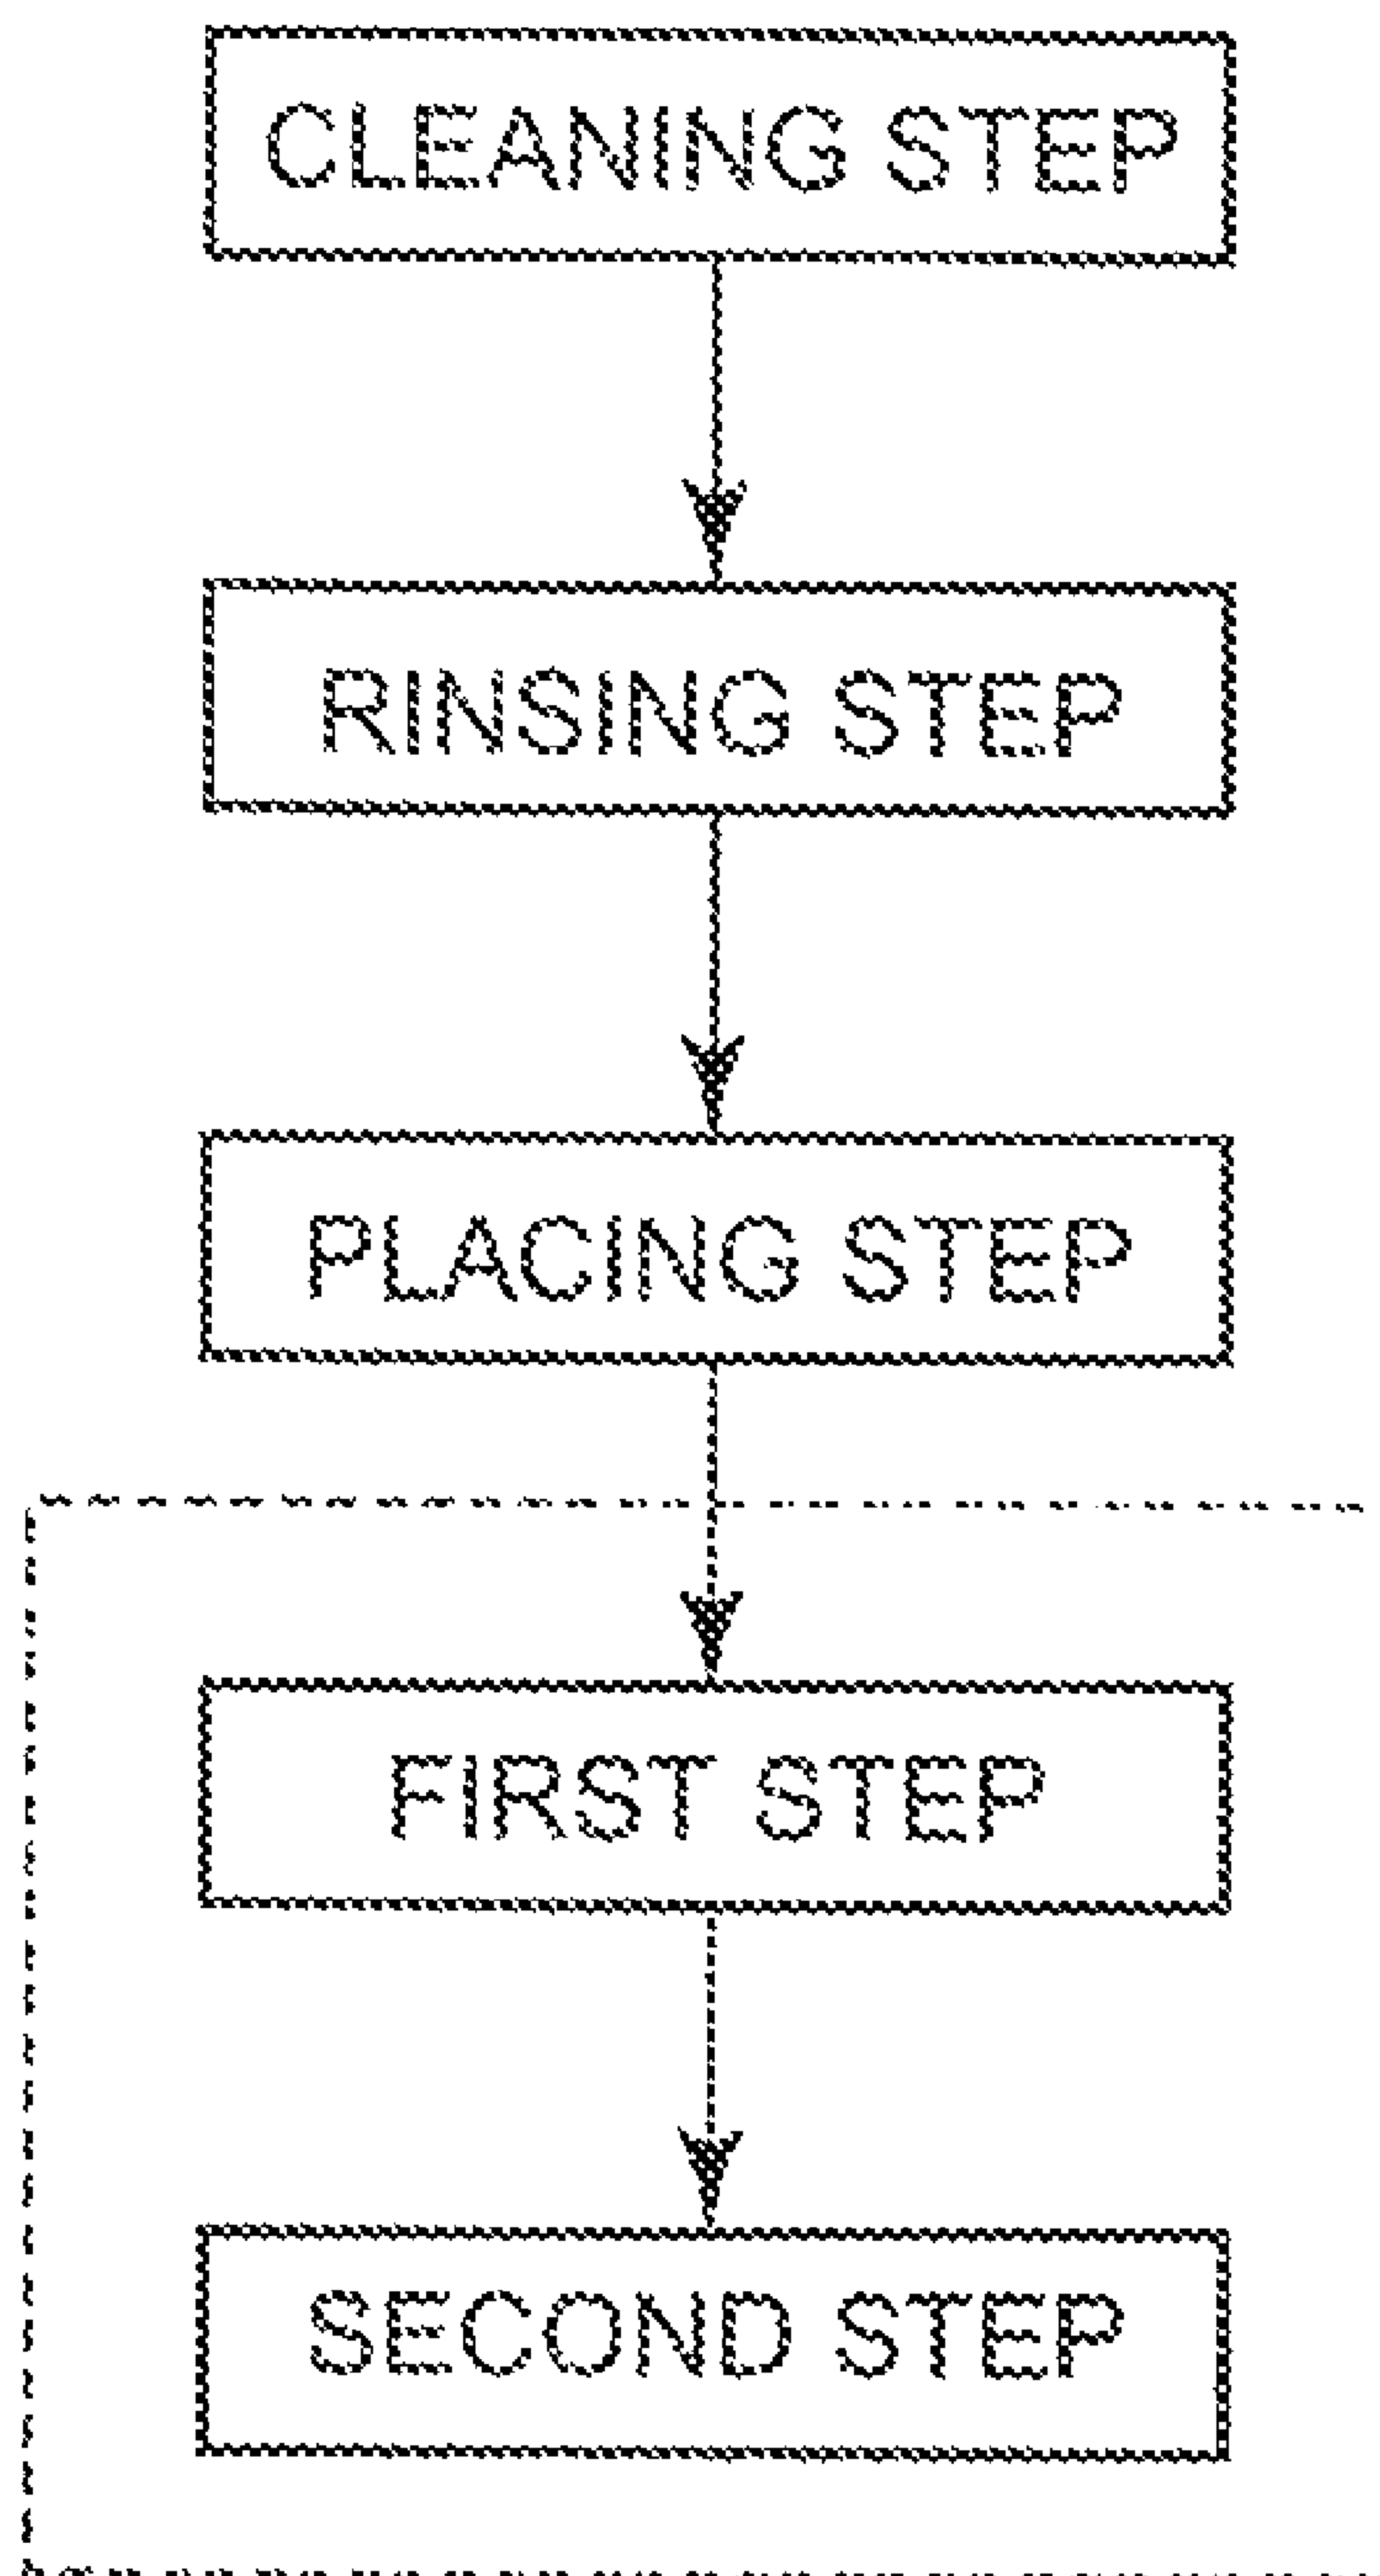 CLEANING STEP
RINSING STEP
PLACING STEP
FIRST STEP
SECOND STEP